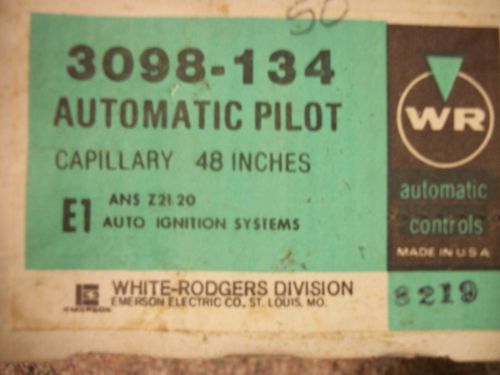 50
3098-134
AUTOMATIC PILOT
CAPILLARY 48 INCHES
E1
ANS Z21.20
AUTO IGNITION SYSTEMS
WR
automatic
controls
MADE IN U.S.A
WHITE-RODGERS DIVISION
EMERSON ELECTRIC CO., ST. LOUIS, MO.
EMERSON
8219